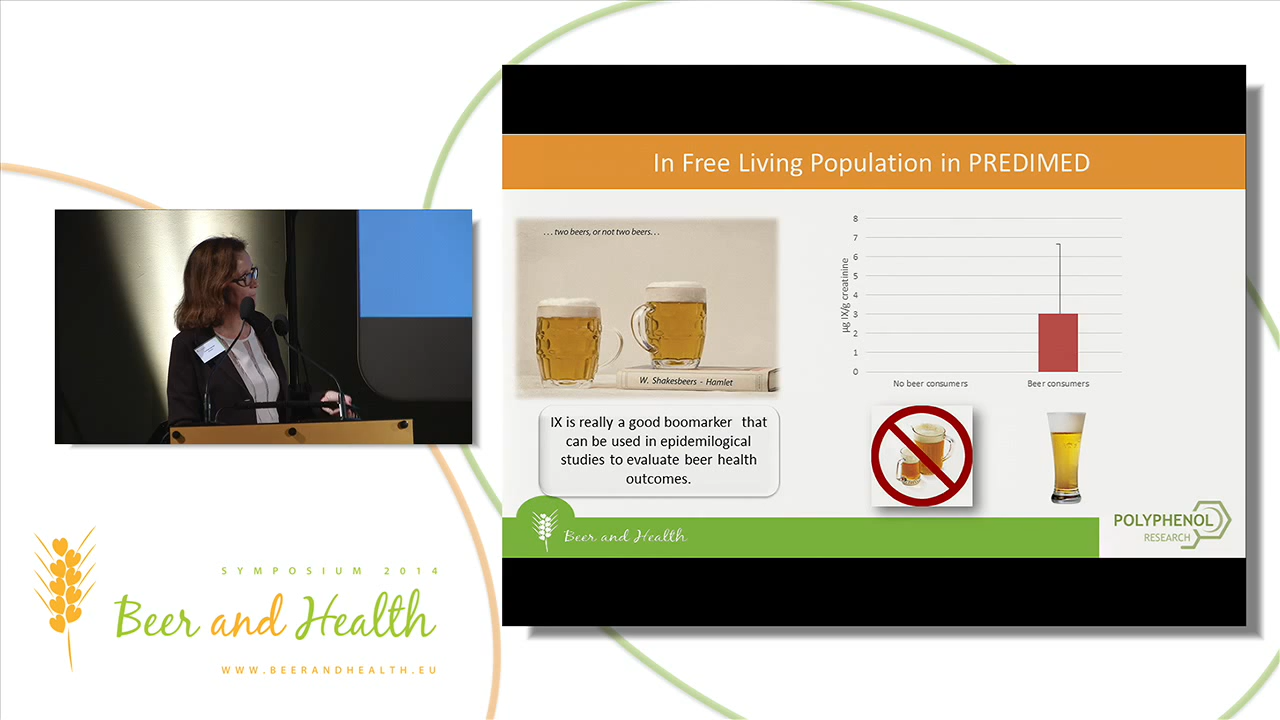 In Free Living Population in PREDIMED
. . . two beers, or not two beers. . .
W. Shakesbeers - Hamlet
IX is really a good boomarker that
can be used in epidemilogical
studies to evaluate beer health
outcomes.
8
7
6
5
4
3
2
1
0
µg IX/g creatinine
No beer consumers
Beer consumers
Beer and Health
POLYPHENOL
RESEARCH
SYMPOSIUM 2014
Beer and Health
WWW.BEERANDHEALTH.EU